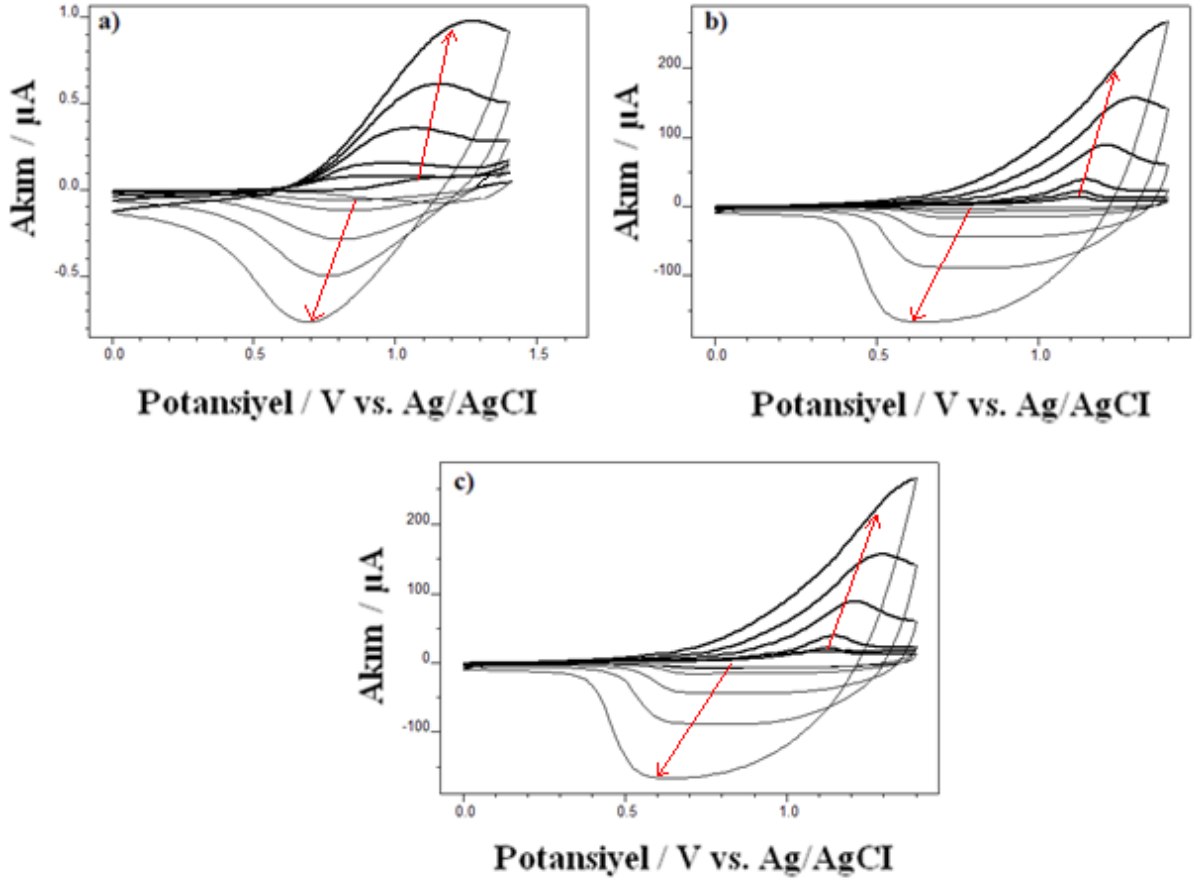 a)
1.0
0.5
0.0
-0.5
0.0 0.5 1.0 1.5
Akım / µA
Potansiyel / V vs. Ag/AgCI
b)
200
100
0
-100
0.0 0.5 1.0
Akım / µA
Potansiyel / V vs. Ag/AgCI
c)
200
100
0
-100
0.0 0.5 1.0
Akım / µA
Potansiyel / V vs. Ag/AgCI